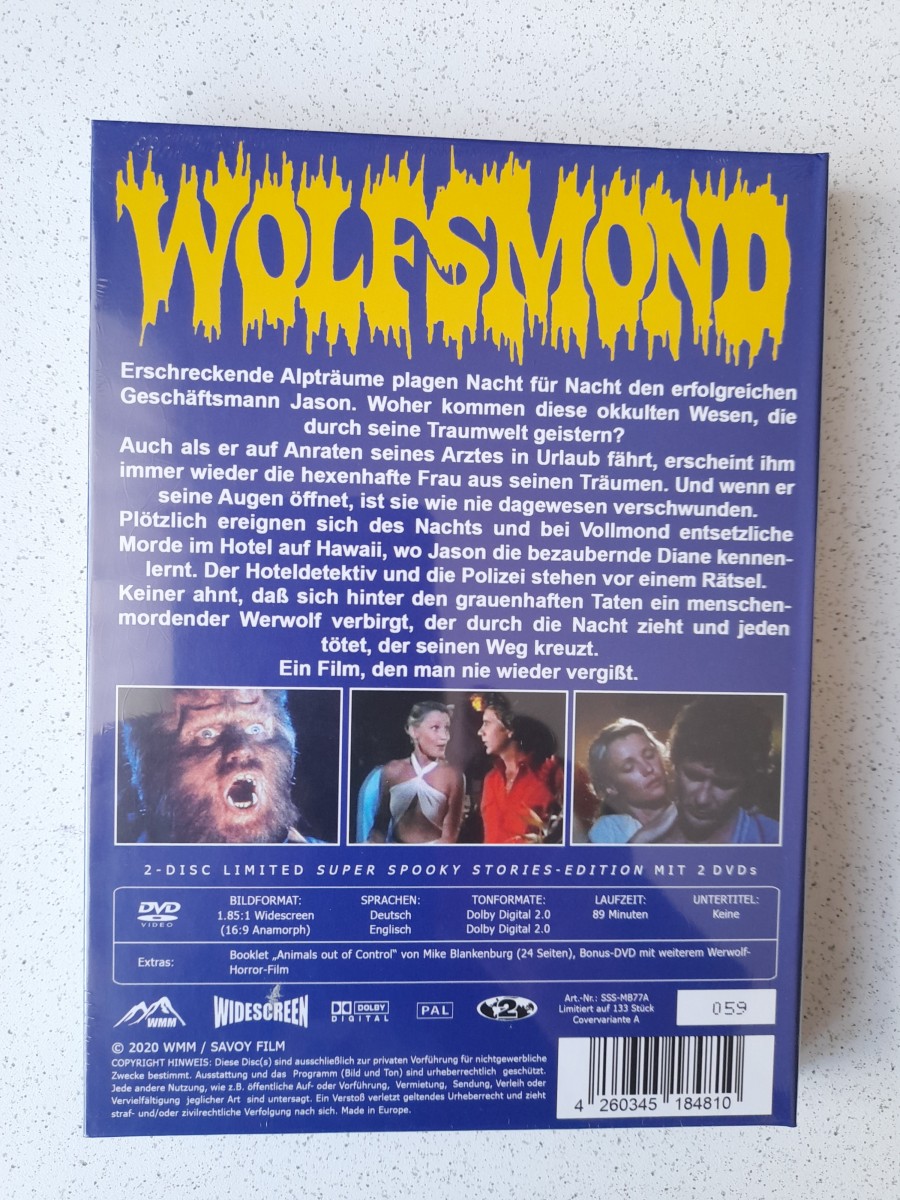 WOLFSMOND
Erschreckende Alpträume plagen Nacht für Nacht den erfolgreichen
Geschäftsmann Jason. Woher kommen diese okkulten Wesen, die
durch seine Traumwelt geistern?
Auch als er auf Anraten seines Arztes in Urlaub fährt, erscheint ihm
immer wieder die hexenhafte Frau aus seinen Träumen. Und wenn er
seine Augen öffnet, ist sie wie nie dagewesen verschwunden.
Plötzlich ereignen sich des Nachts und bei Vollmond entsetzliche
Morde im Hotel auf Hawaii, wo Jason die bezaubernde Diane kennen-
lernt. Der Hoteldetektiv und die Polizei stehen vor einem Rätsel.
Keiner ahnt, daß sich hinter den grauenhaften Taten ein menschen-
mordender Werwolf verbirgt, der durch die Nacht zieht und jeden
tötet, der seinen Weg kreuzt.
Ein Film, den man nie wieder vergißt.
2-DISC LIMITED SUPER SPOOKY STORIES-EDITION MIT 2 DVDs
DVD
VIDEO
BILDFORMAT:
1.85:1 Widescreen
(16:9 Anamorph)
SPRACHEN:
Deutsch
Englisch
TONFORMATE:
Dolby Digital 2.0
Dolby Digital 2.0
LAUFZEIT:
89 Minuten
UNTERTITEL:
Keine
Extras:
Booklet „Animals out of Control" von Mike Blankenburg (24 Seiten), Bonus-DVD mit weiterem Werwolf-
Horror-Film
WMM
WIDESCREEN
DOLBY
DIGITAL
PAL
2
Art.-Nr.: SSS-MB77A
Limitiert auf 133 Stück
Covervariante A
059
© 2020 WMM / SAVOY FILM
COPYRIGHT HINWEIS: Diese Disc(s) sind ausschließlich zur privaten Vorführung für nichtgewerbliche
Zwecke bestimmt. Ausstattung und das Programm (Bild und Ton) sind urheberrechtlich geschützt.
Jede andere Nutzung, wie z.B. öffentliche Auf- oder Vorführung, Vermietung, Sendung, Verleih oder
Vervielfältigung jeglicher Art sind untersagt. Ein Verstoß verletzt geltendes Urheberrecht und zieht
straf- und/oder zivilrechtliche Verfolgung nach sich. Made in Europe.
4 260345 184810